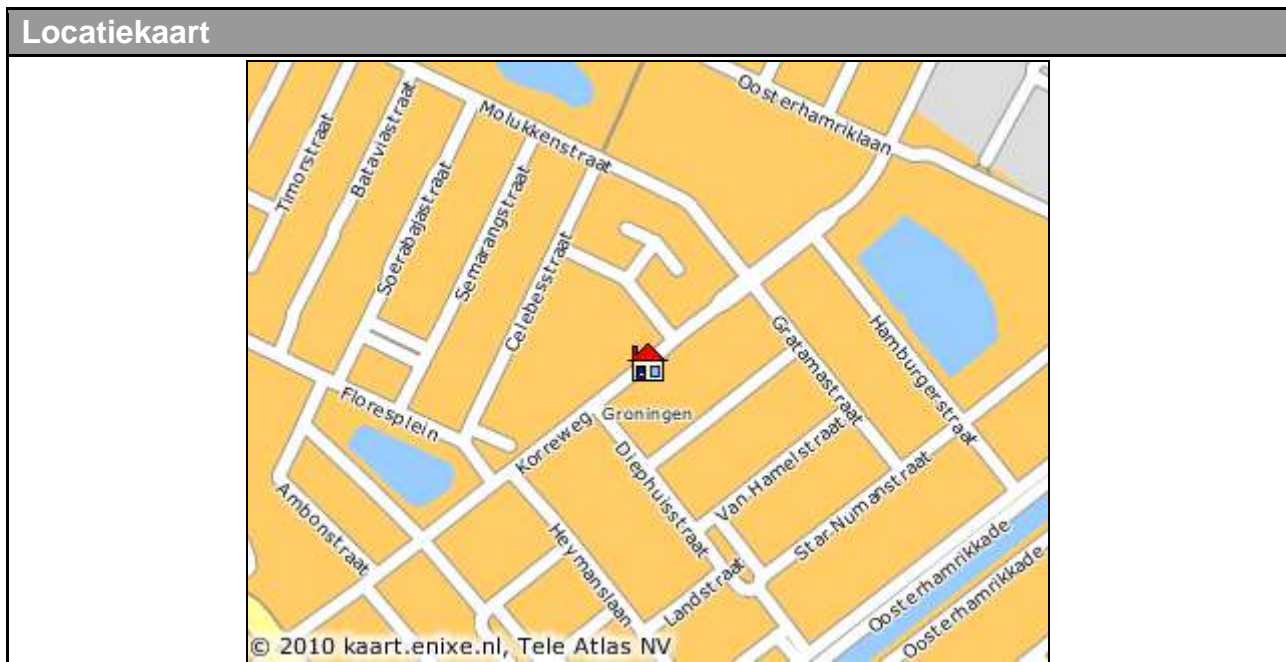 Locatiekaart
Oosterhamriklaan
Molukkenstraat
Timorstraat
Bataviastraat
Soerabajastraat
Semarangstraat
Celebesstraat
Gratamastraat
Hamburgerstraat
Floresplein
Groningen
Korreweg
Diephuisstraat
Van Hamelstraat
Star Numanstraat
Ambonstraat
Heymanslaan
Landstraat
Oosterhamrikkade
Oosterhamrikkade
© 2010 kaart.enixe.nl, Tele Atlas NV